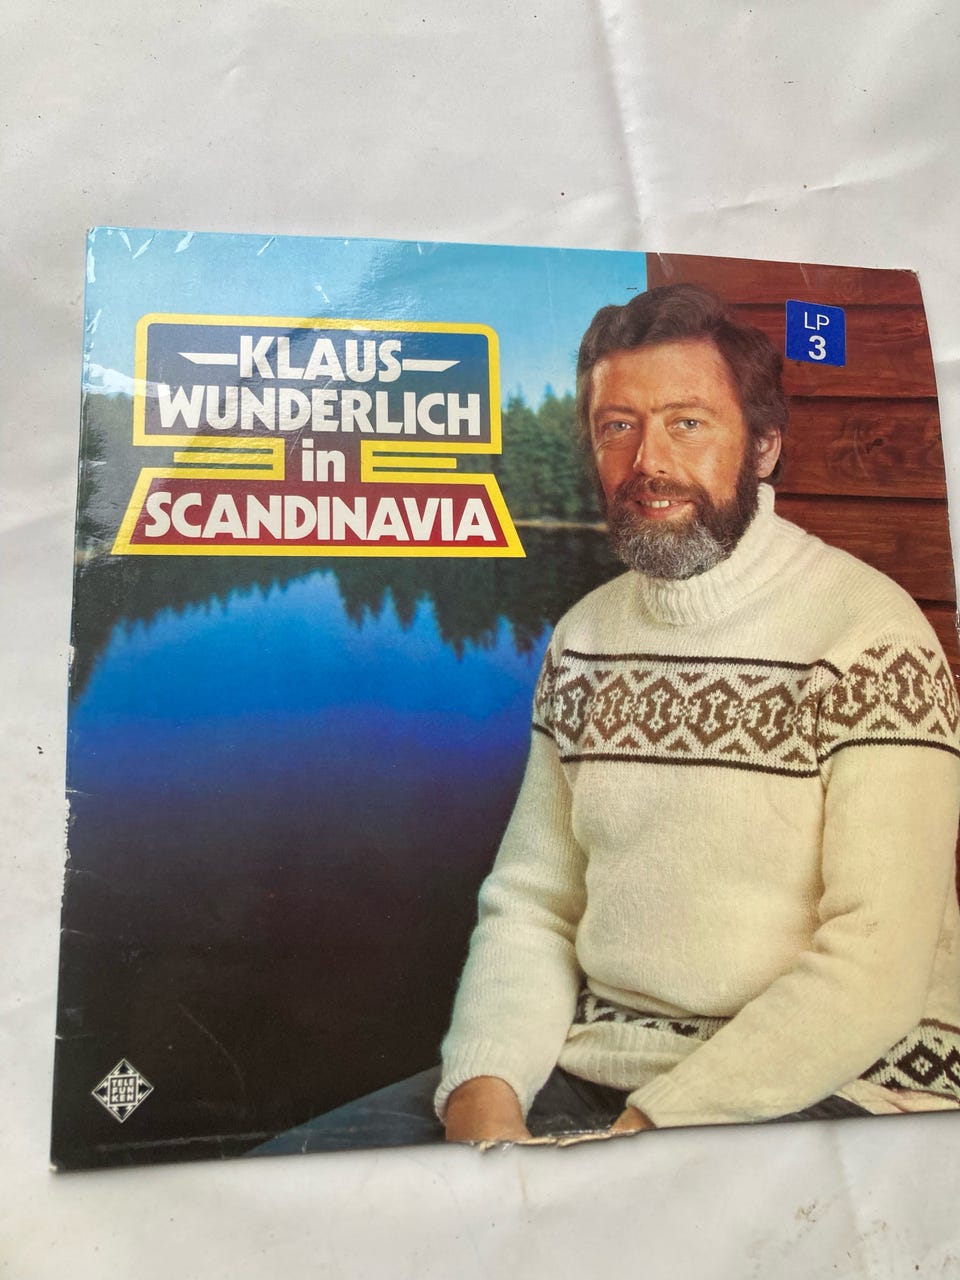 KLAUS
WUNDERLICH
in
SCANDINAVIA
LP
3
TELE
FUN
KEN